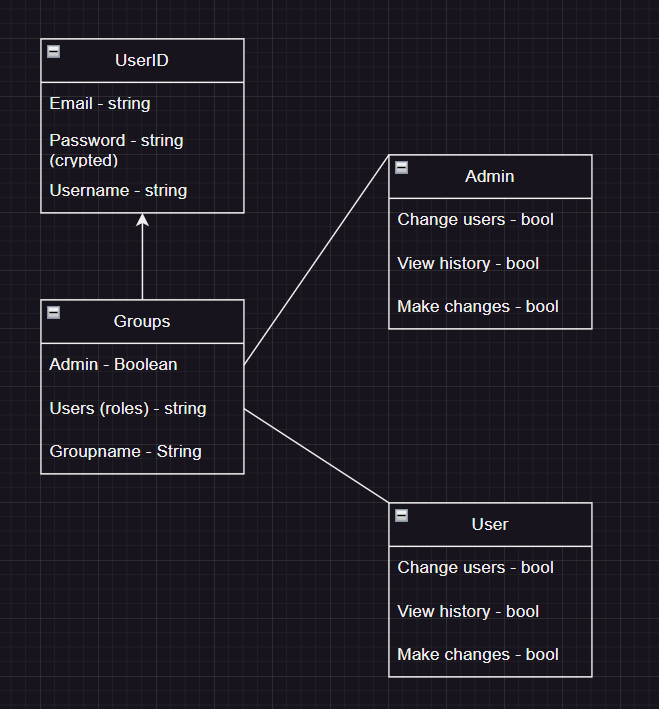 UserID
Email - string
Password - string
(crypted)
Username - string
Groups
Admin - Boolean
Users (roles) - string
Groupname - String
Admin
Change users - bool
View history - bool
Make changes - bool
User
Change users - bool
View history - bool
Make changes - bool